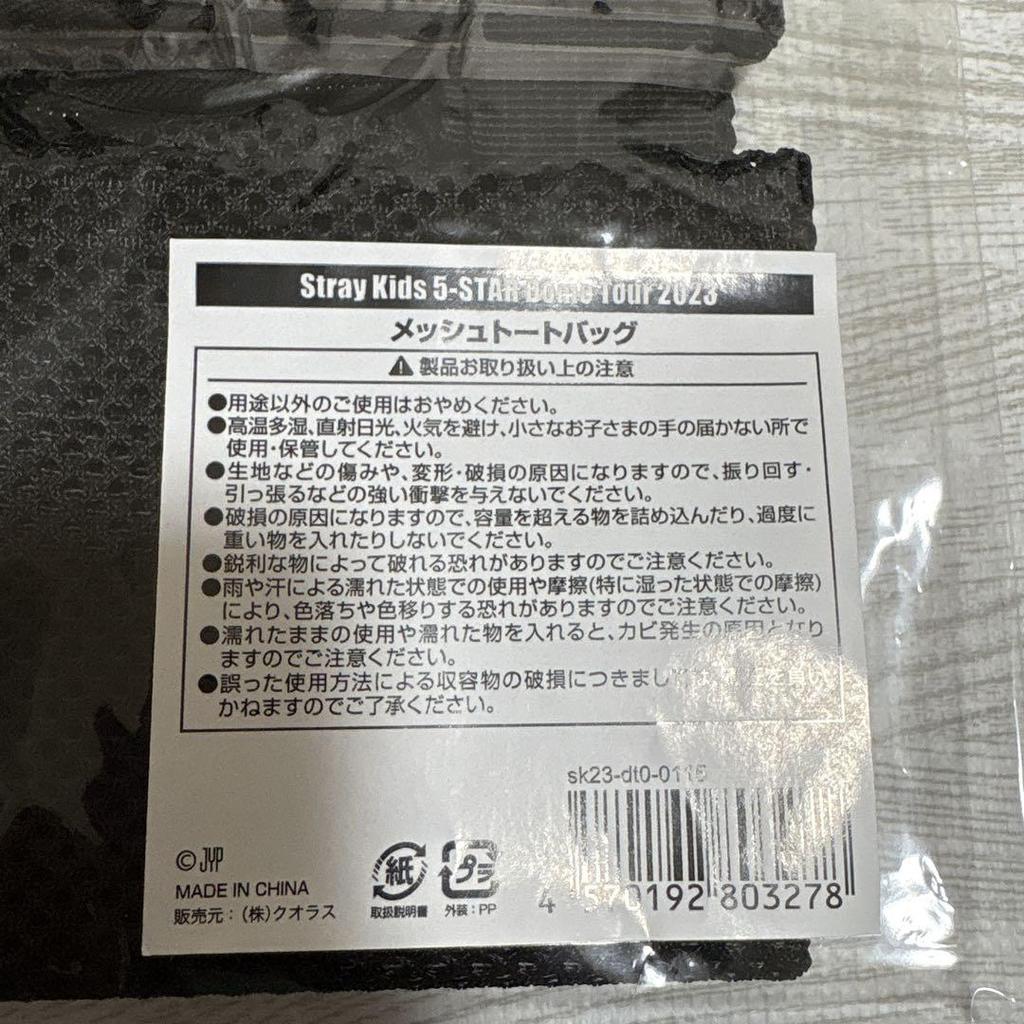 Stray Kids 5-STAR Dome Tour 2023
メッシュトートバッグ
製品お取り扱い上の注意
●用途以外のご使用はおやめください。
●高温多湿、直射日光、火気を避け、小さなお子さまの手の届かない所で
使用・保管してください。
●生地などの傷みや、変形・破損の原因になりますので、振り回す・
引っ張るなどの強い衝撃を与えないでください。
●破損の原因になりますので、容量を超える物を詰め込んだり、過度に
重い物を入れたりしないでください。
●鋭利な物によって破れる恐れがありますのでご注意ください。
●雨や汗による濡れた状態での使用や摩擦(特に湿った状態での摩擦)
により、色落ちや色移りする恐れがありますのでご注意ください。
●濡れたままの使用や濡れた物を入れると、カビ発生の原因となり
ますのでご注意ください。
●誤った使用方法による収容物の破損につきまし
かねますのでご了承ください。
sk23-dt0-0115
© JYP
MADE IN CHINA
販売元:(株)クオラス
紙
取扱説明書
プラ
外装:PP
4 570192 803278